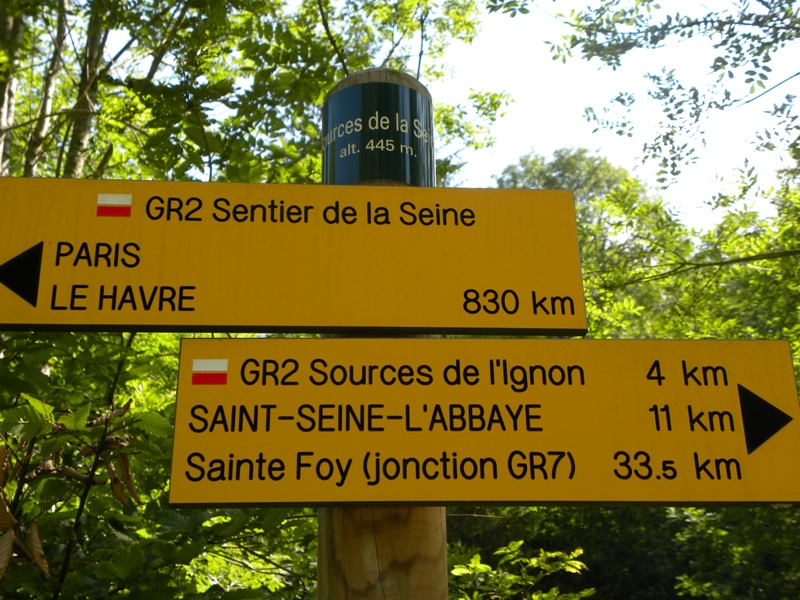 Sources de la Se
alt. 445 m.
GR2 Sentier de la Seine
PARIS
LE HAVRE 830 km
GR2 Sources de l'Ignon 4 km
SAINT-SEINE-L'ABBAYE 11 km
Sainte Foy (jonction GR7) 33.5 km